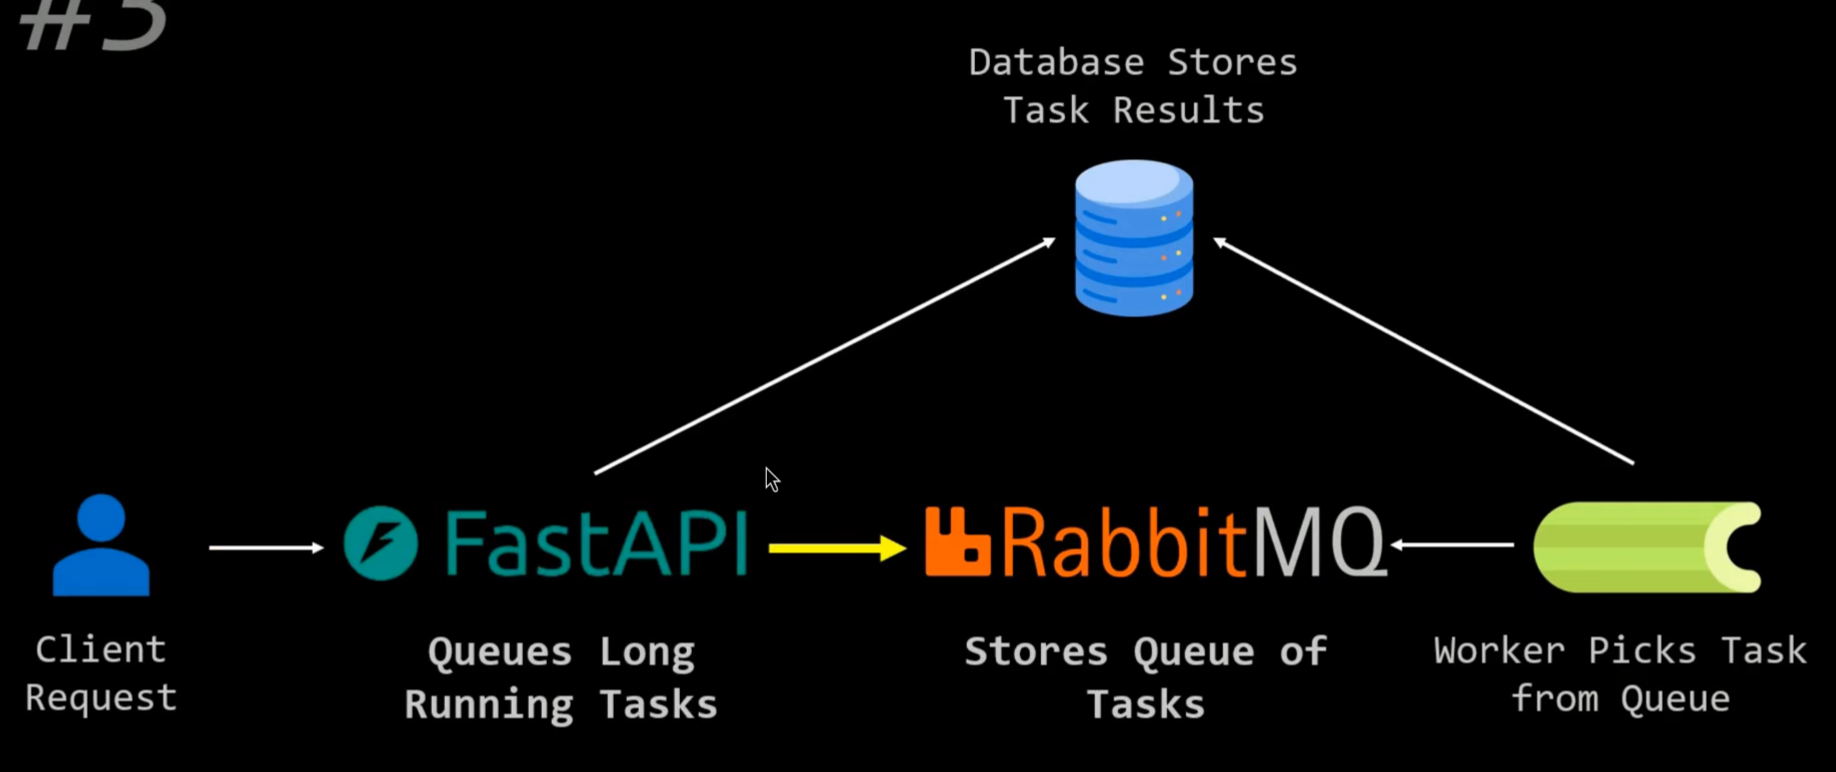 #3
Database Stores
Task Results
FastAPI
RabbitMQ
Client
Request
Queues Long
Running Tasks
Stores Queue of
Tasks
Worker Picks Task
from Queue